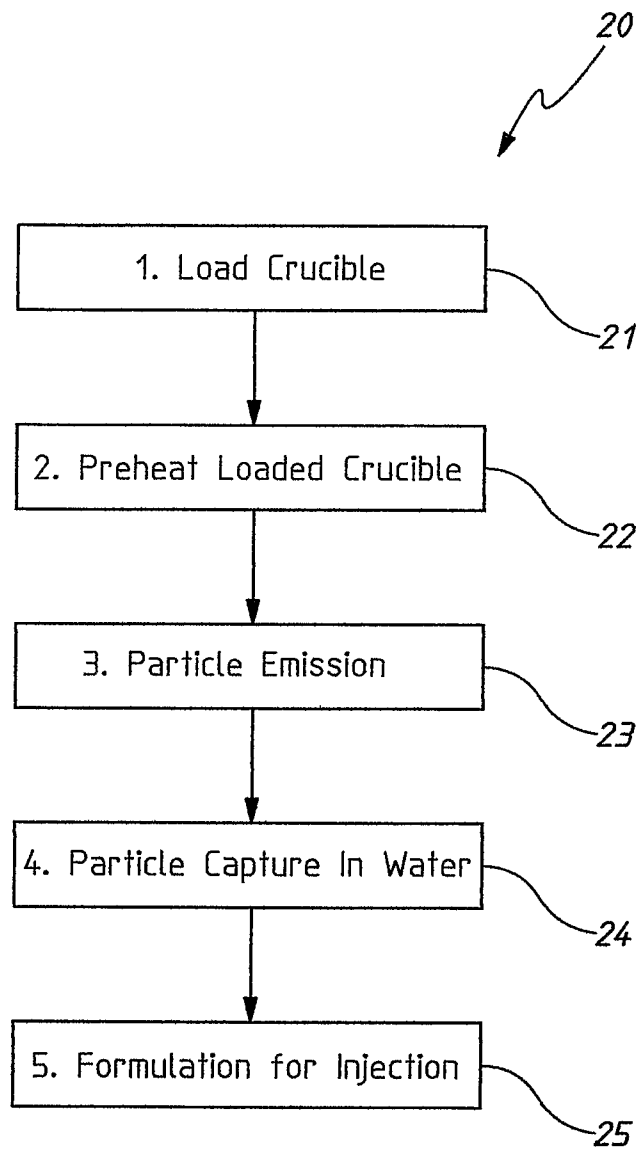 20
1. Load Crucible
21
2. Preheat Loaded Crucible
22
3. Particle Emission
23
4. Particle Capture In Water
24
5. Formulation for Injection
25